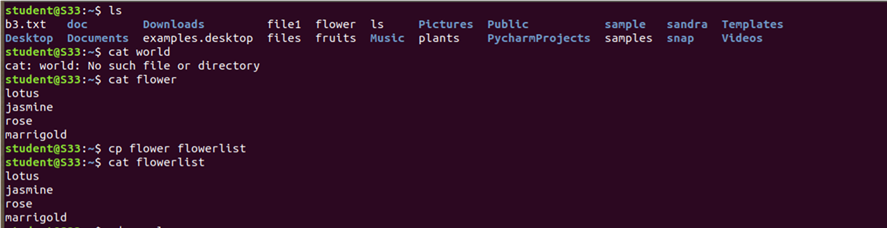 student@S33:~$ ls
b3.txt doc Downloads file1 flower ls Pictures Public sample sandra Templates
Desktop Documents examples.desktop files fruits Music plants PycharmProjects samples snap Videos
student@S33:~$ cat world
cat: world: No such file or directory
student@S33:~$ cat flower
lotus
jasmine
rose
marrigold
student@S33:~$ cp flower flowerlist
student@S33:~$ cat flowerlist
lotus
jasmine
rose
marrigold